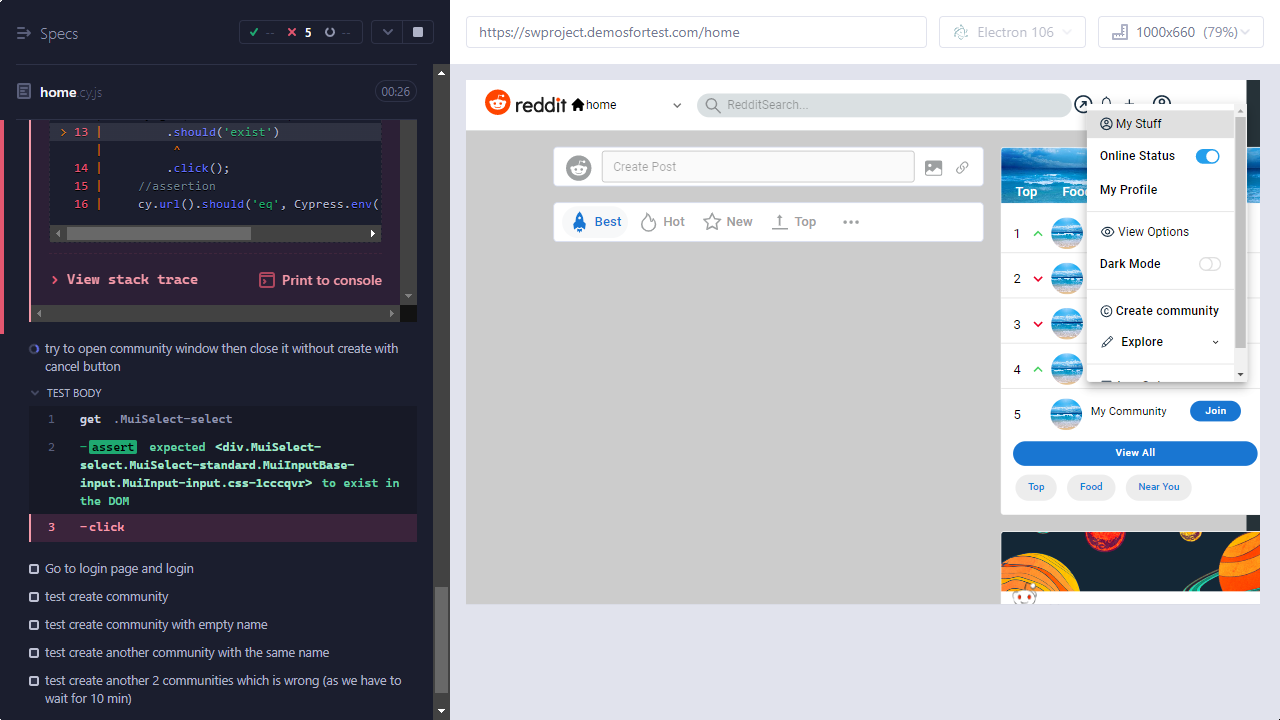 Specs
-- 5 --
home.cy.js
00:26
> 13 | .should('exist')
| ^
14 | .click();
15 | //assertion
16 | cy.url().should('eq', Cypress.env(
> View stack trace
Print to console
try to open community window then close it without create with
cancel button
TEST BODY
1 get .MuiSelect-select
2 -assert expected <div.MuiSelect-
select.MuiSelect-standard.MuiInputBase-
input.MuiInput-input.css-1cccqvr> to exist in
the DOM
3 -click
Go to login page and login
test create community
test create community with empty name
test create another community with the same name
test create another 2 communities which is wrong (as we have to
wait for 10 min)
https://swproject.demosfortest.com/home
Electron 106
1000x660 (79%)
reddit
home
RedditSearch...
Create Post
Best
Hot
New
Top
Top
Food
1
2
3
4
5
My Community
Join
View All
Top
Food
Near You
My Stuff
Online Status
My Profile
View Options
Dark Mode
Create community
Explore